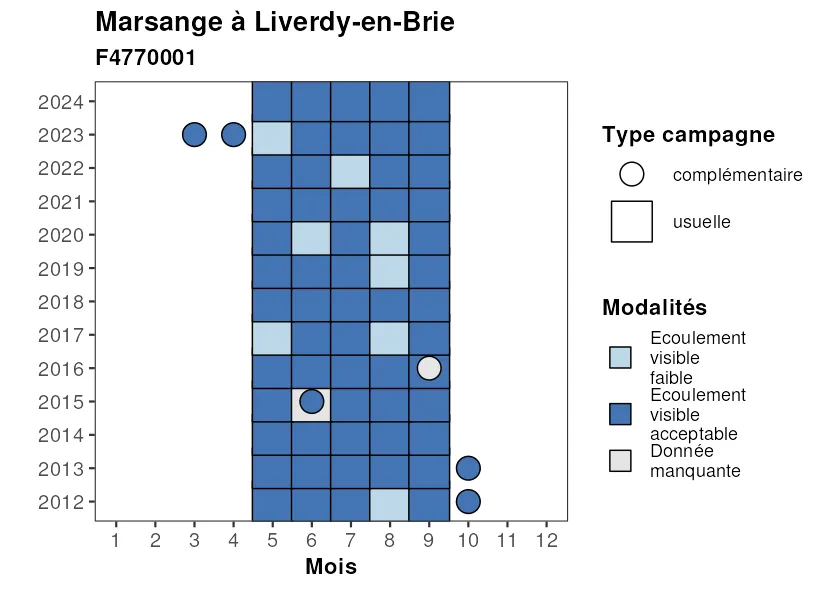 Marsange à Liverdy-en-Brie
F4770001
2024
2023
2022
2021
2020
2019
2018
2017
2016
2015
2014
2013
2012
1 2 3 4 5 6 7 8 9 10 11 12
Mois
Type campagne
complémentaire
usuelle
Modalités
Ecoulement
visible
faible
Ecoulement
visible
acceptable
Donnée
manquante